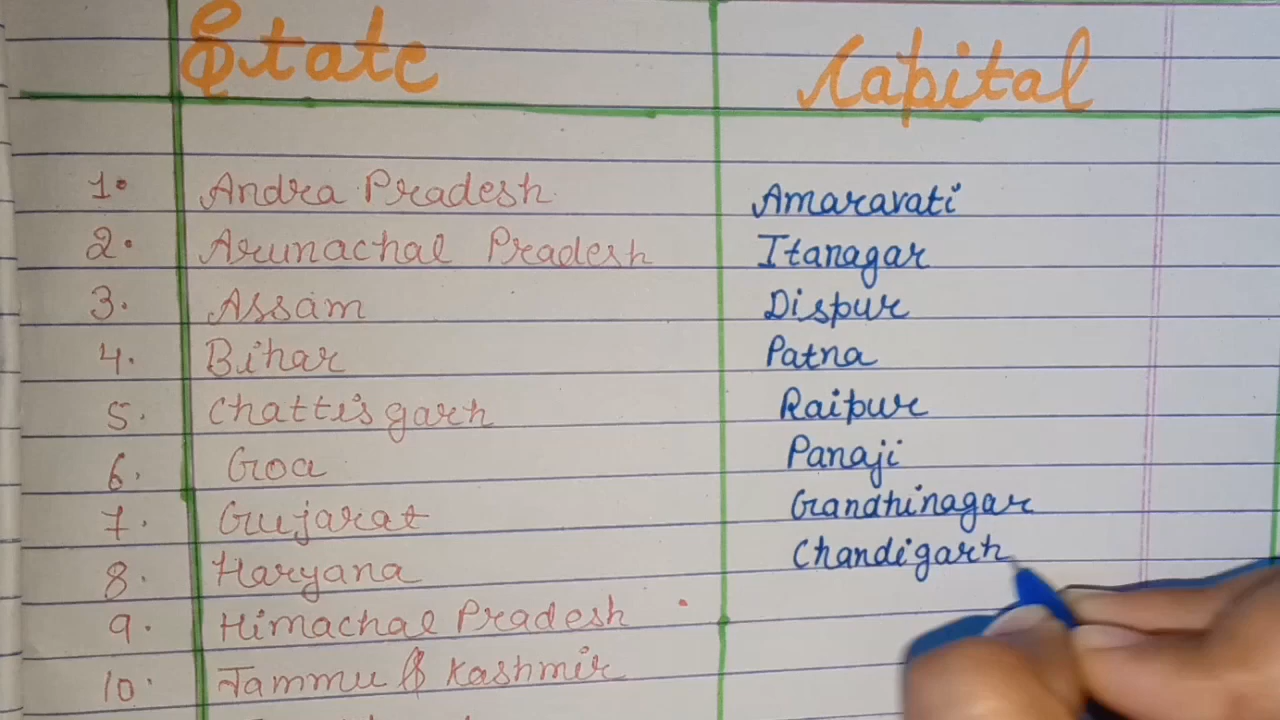 State Capital
1. Andra Pradesh Amaravati
2. Arunachal Pradesh Itanagar
3. Assam Dispur
4. Bihar Patna
5. Chattisgarh Raipur
6. Goa Panaji
7. Gujarat Gandhinagar
8. Haryana Chandigarh
9. Himachal Pradesh
10. Jammu & Kashmir